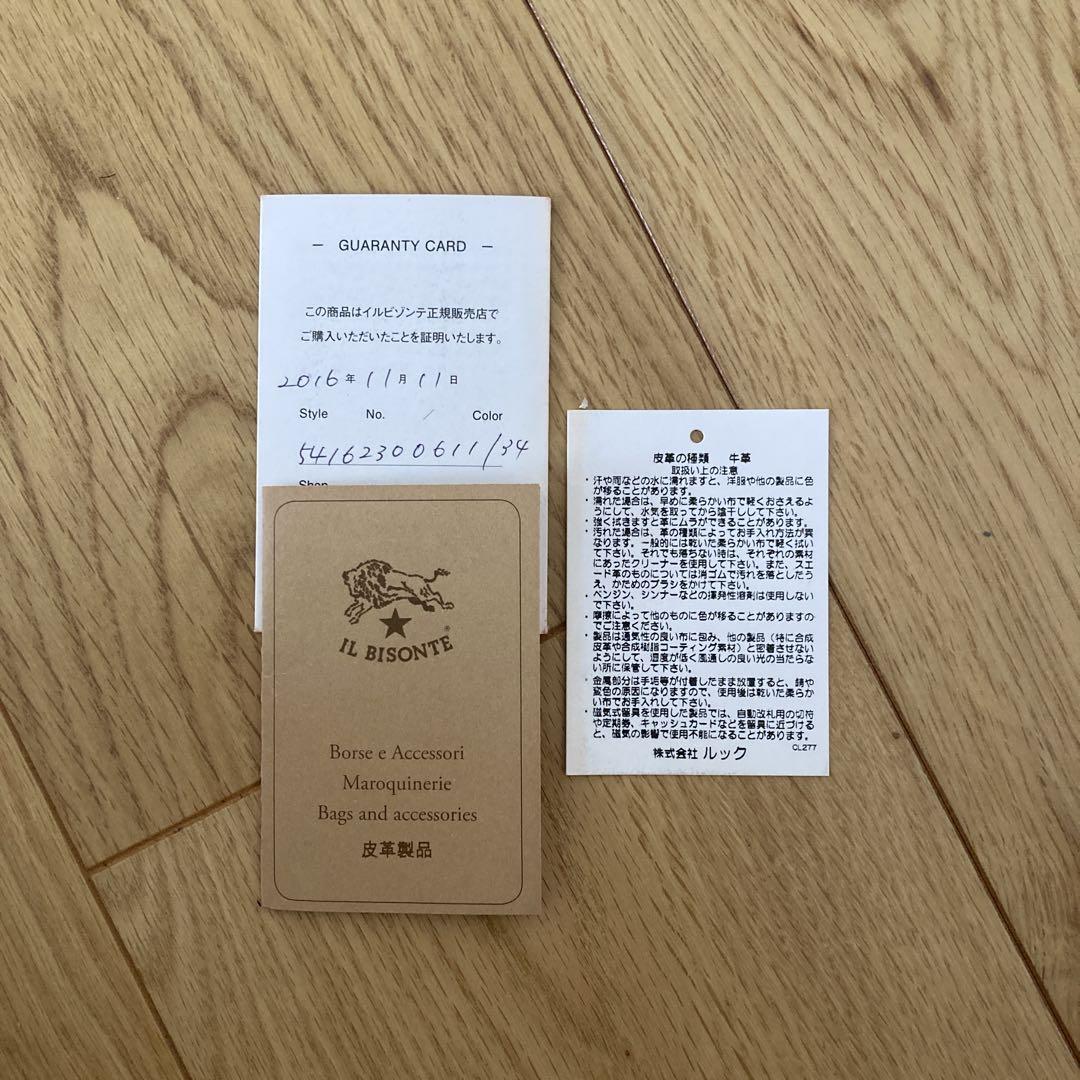 — GUARANTY CARD —
この商品はイルビゾンテ正規販売店で
ご購入いただいたことを証明いたします。
2016年11月11日
Style No. / Color
54162300611/34
Shop
IL BISONTE®
Borse e Accessori
Maroquinerie
Bags and accessories
皮革製品
皮革の種類 牛革
取扱い上の注意
・汗や雨などの水に濡れますと、洋服や他の製品に色
が移ることがあります。
・濡れた場合は、早めに柔らかい布で軽くおさえるよ
うにして、水気を取ってから陰干しして下さい。
・強く拭きますと革にムラができることがあります。
・汚れた場合は、革の種類によってお手入れ方法が異
なります。一般的には乾いた柔らかい布で軽く拭い
て下さい。それでも落ちない時は、それぞれの素材
にあったクリーナーを使用して下さい。また、スエ
ード革のものについては消ゴムで汚れを落としたう
え、かためのブラシをかけて下さい。
・ベンジン、シンナーなどの揮発性溶剤は使用しない
で下さい。
・摩擦によって他のものに色が移ることがありますの
でご注意ください。
・製品は通気性の良い布に包み、他の製品（特に合成
皮革や合成樹脂コーティング素材）と密着させない
ようにして、湿度が低く風通しの良い光の当たらな
い所に保管して下さい。
・金属部分は手垢等が付着したまま放置すると、錆や
変色の原因になりますので、使用後は乾いた柔らか
い布でお手入れして下さい。
・磁気式留具を使用した製品では、自動改札用の切符
や定期券、キャッシュカードなどを留具に近づける
と、磁気の影響で使用不能になることがあります。
CL277
株式会社 ルック